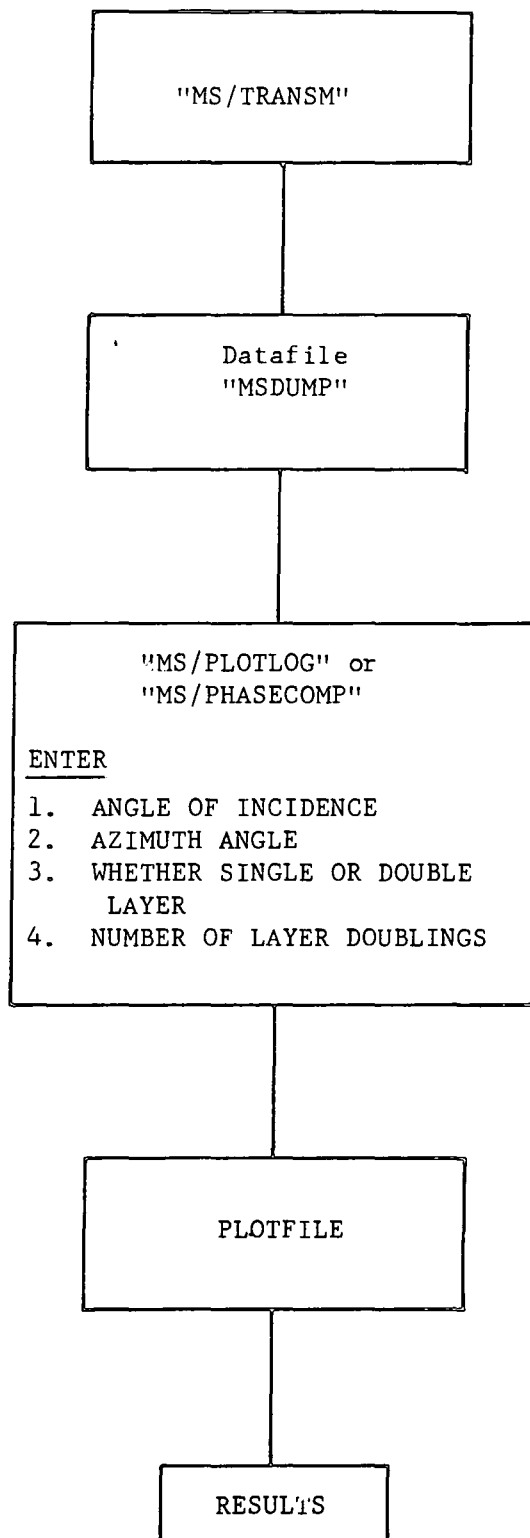 "MS/TRANSM"
Datafile
"MSDUMP"
"MS/PLOTLOG" or
"MS/PHASECOMP"
ENTER
1. ANGLE OF INCIDENCE
2. AZIMUTH ANGLE
3. WHETHER SINGLE OR DOUBLE
LAYER
4. NUMBER OF LAYER DOUBLINGS
PLOTFILE
RESULTS